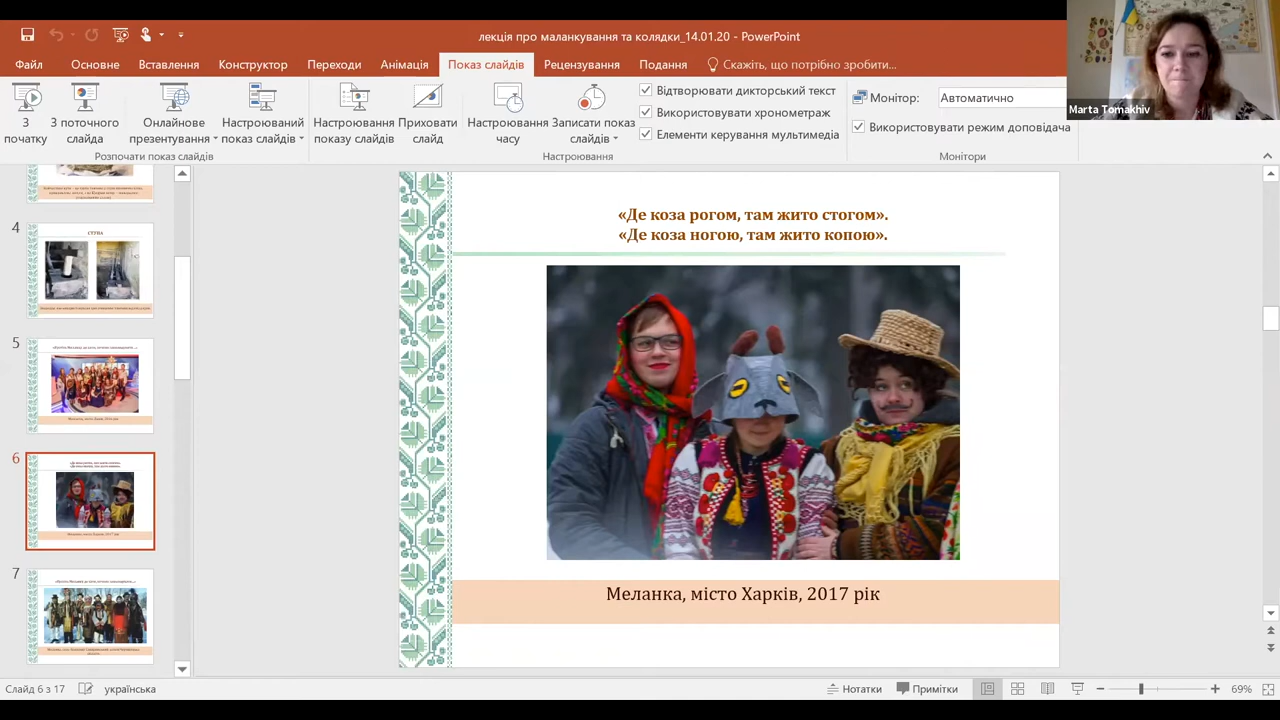 лекція про маланкування та колядки_14.01.20 - PowerPoint
Файл
Основне
Вставлення
Конструктор
Переходи
Анімація
Показ слайдів
Рецензування
Подання
Скажіть, що потрібно зробити...
Marta Tomakhiv
З початку
З поточного слайда
Онлайнове презентування
Настроюваний показ слайдів
Настроювання показу слайдів
Настроювання часу
Записати показ слайдів
Відтворювати дикторський текст
Використовувати хронометраж
Елементи керування мультимедіа
Монітор:
Автоматично
Використовувати режим доповідача
Розпочати показ слайдів
Настроювання
Монітори
4
СТУПА
5
6
7
«Де коза рогом, там жито стогом».
«Де коза ногою, там жито копою».
Меланка, місто Харків, 2017 рік
Слайд 6 з 17
українська
Нотатки
Примітки
69%